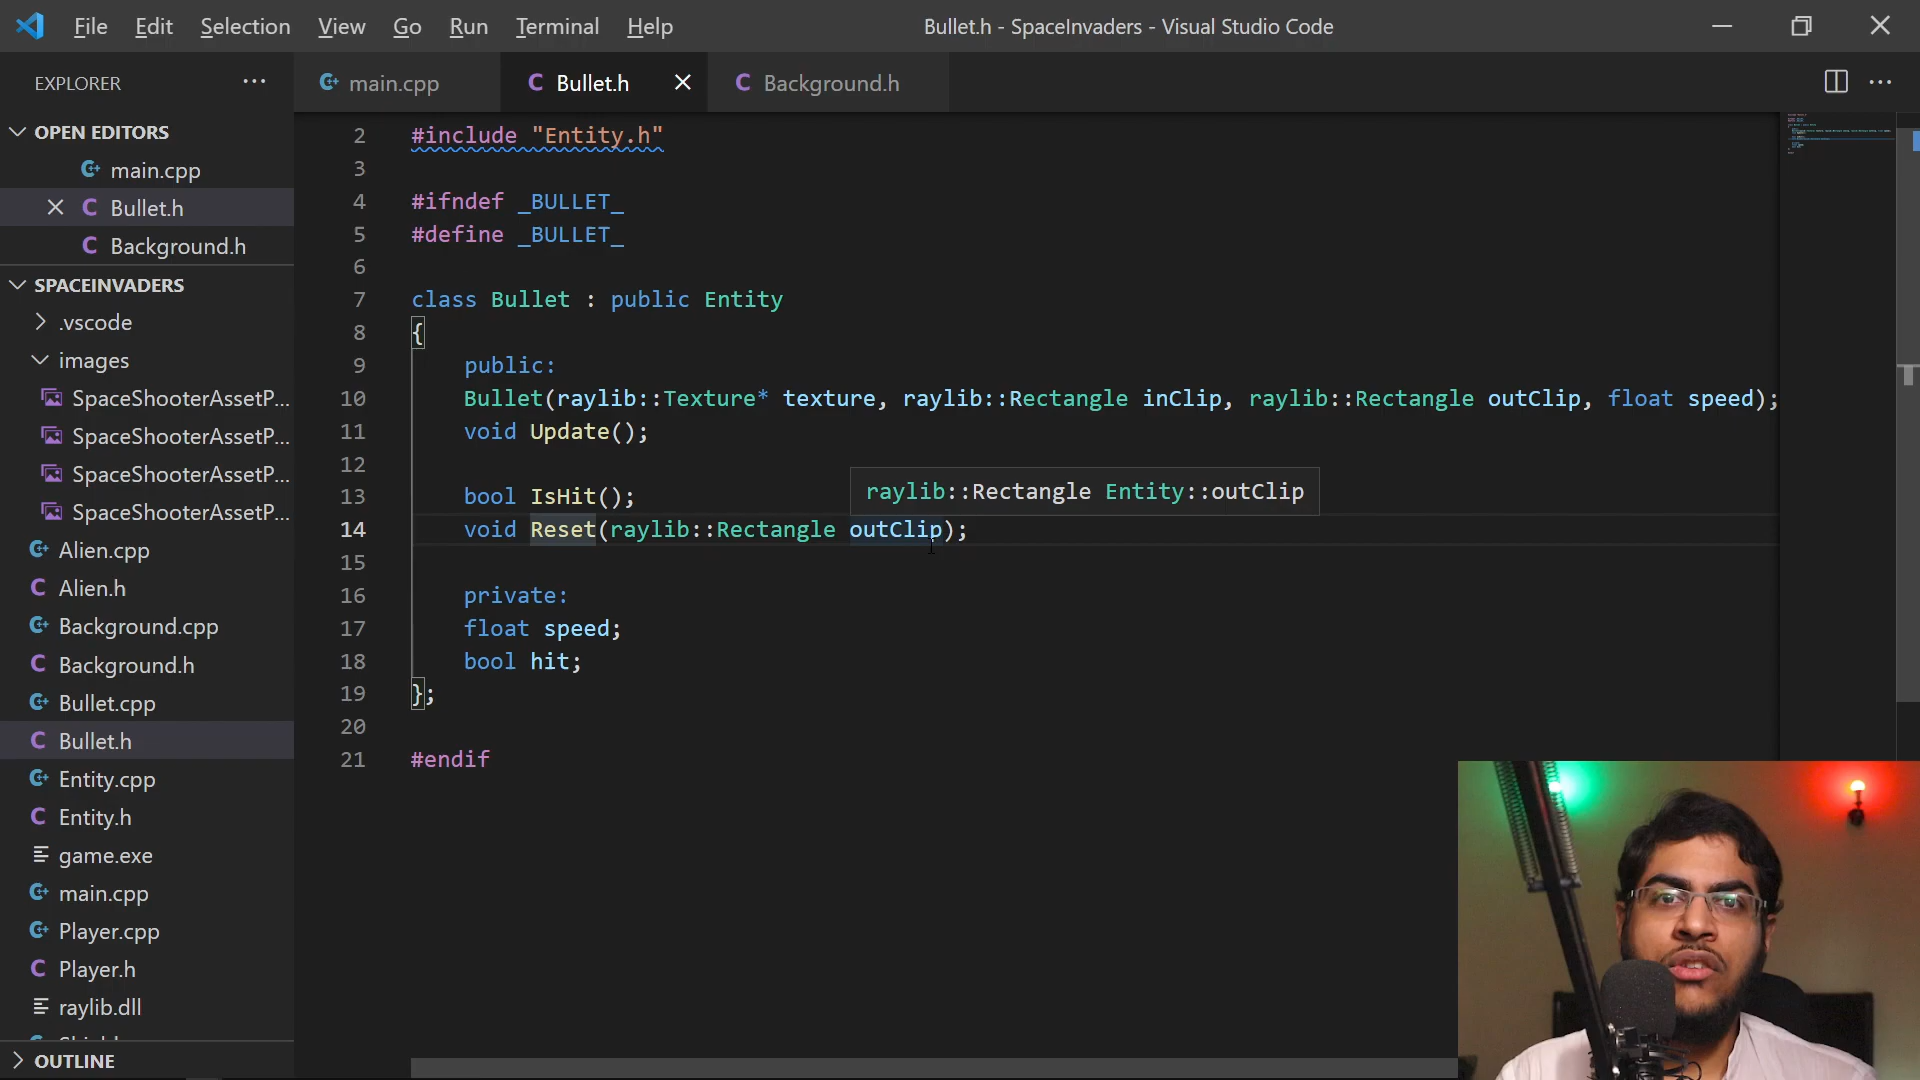 File Edit Selection View Go Run Terminal Help
Bullet.h - SpaceInvaders - Visual Studio Code
EXPLORER
OPEN EDITORS
main.cpp
Bullet.h
Background.h
SPACEINVADERS
.vscode
images
SpaceShooterAssetP...
SpaceShooterAssetP...
SpaceShooterAssetP...
SpaceShooterAssetP...
Alien.cpp
Alien.h
Background.cpp
Background.h
Bullet.cpp
Bullet.h
Entity.cpp
Entity.h
game.exe
main.cpp
Player.cpp
Player.h
raylib.dll
OUTLINE
main.cpp Bullet.h Background.h
2 #include "Entity.h"
3
4 #ifndef _BULLET_
5 #define _BULLET_
6
7 class Bullet : public Entity
8 {
9 public:
10 Bullet(raylib::Texture* texture, raylib::Rectangle inClip, raylib::Rectangle outClip, float speed);
11 void Update();
12
13 bool IsHit();
raylib::Rectangle Entity::outClip
14 void Reset(raylib::Rectangle outClip);
15
16 private:
17 float speed;
18 bool hit;
19 };
20
21 #endif